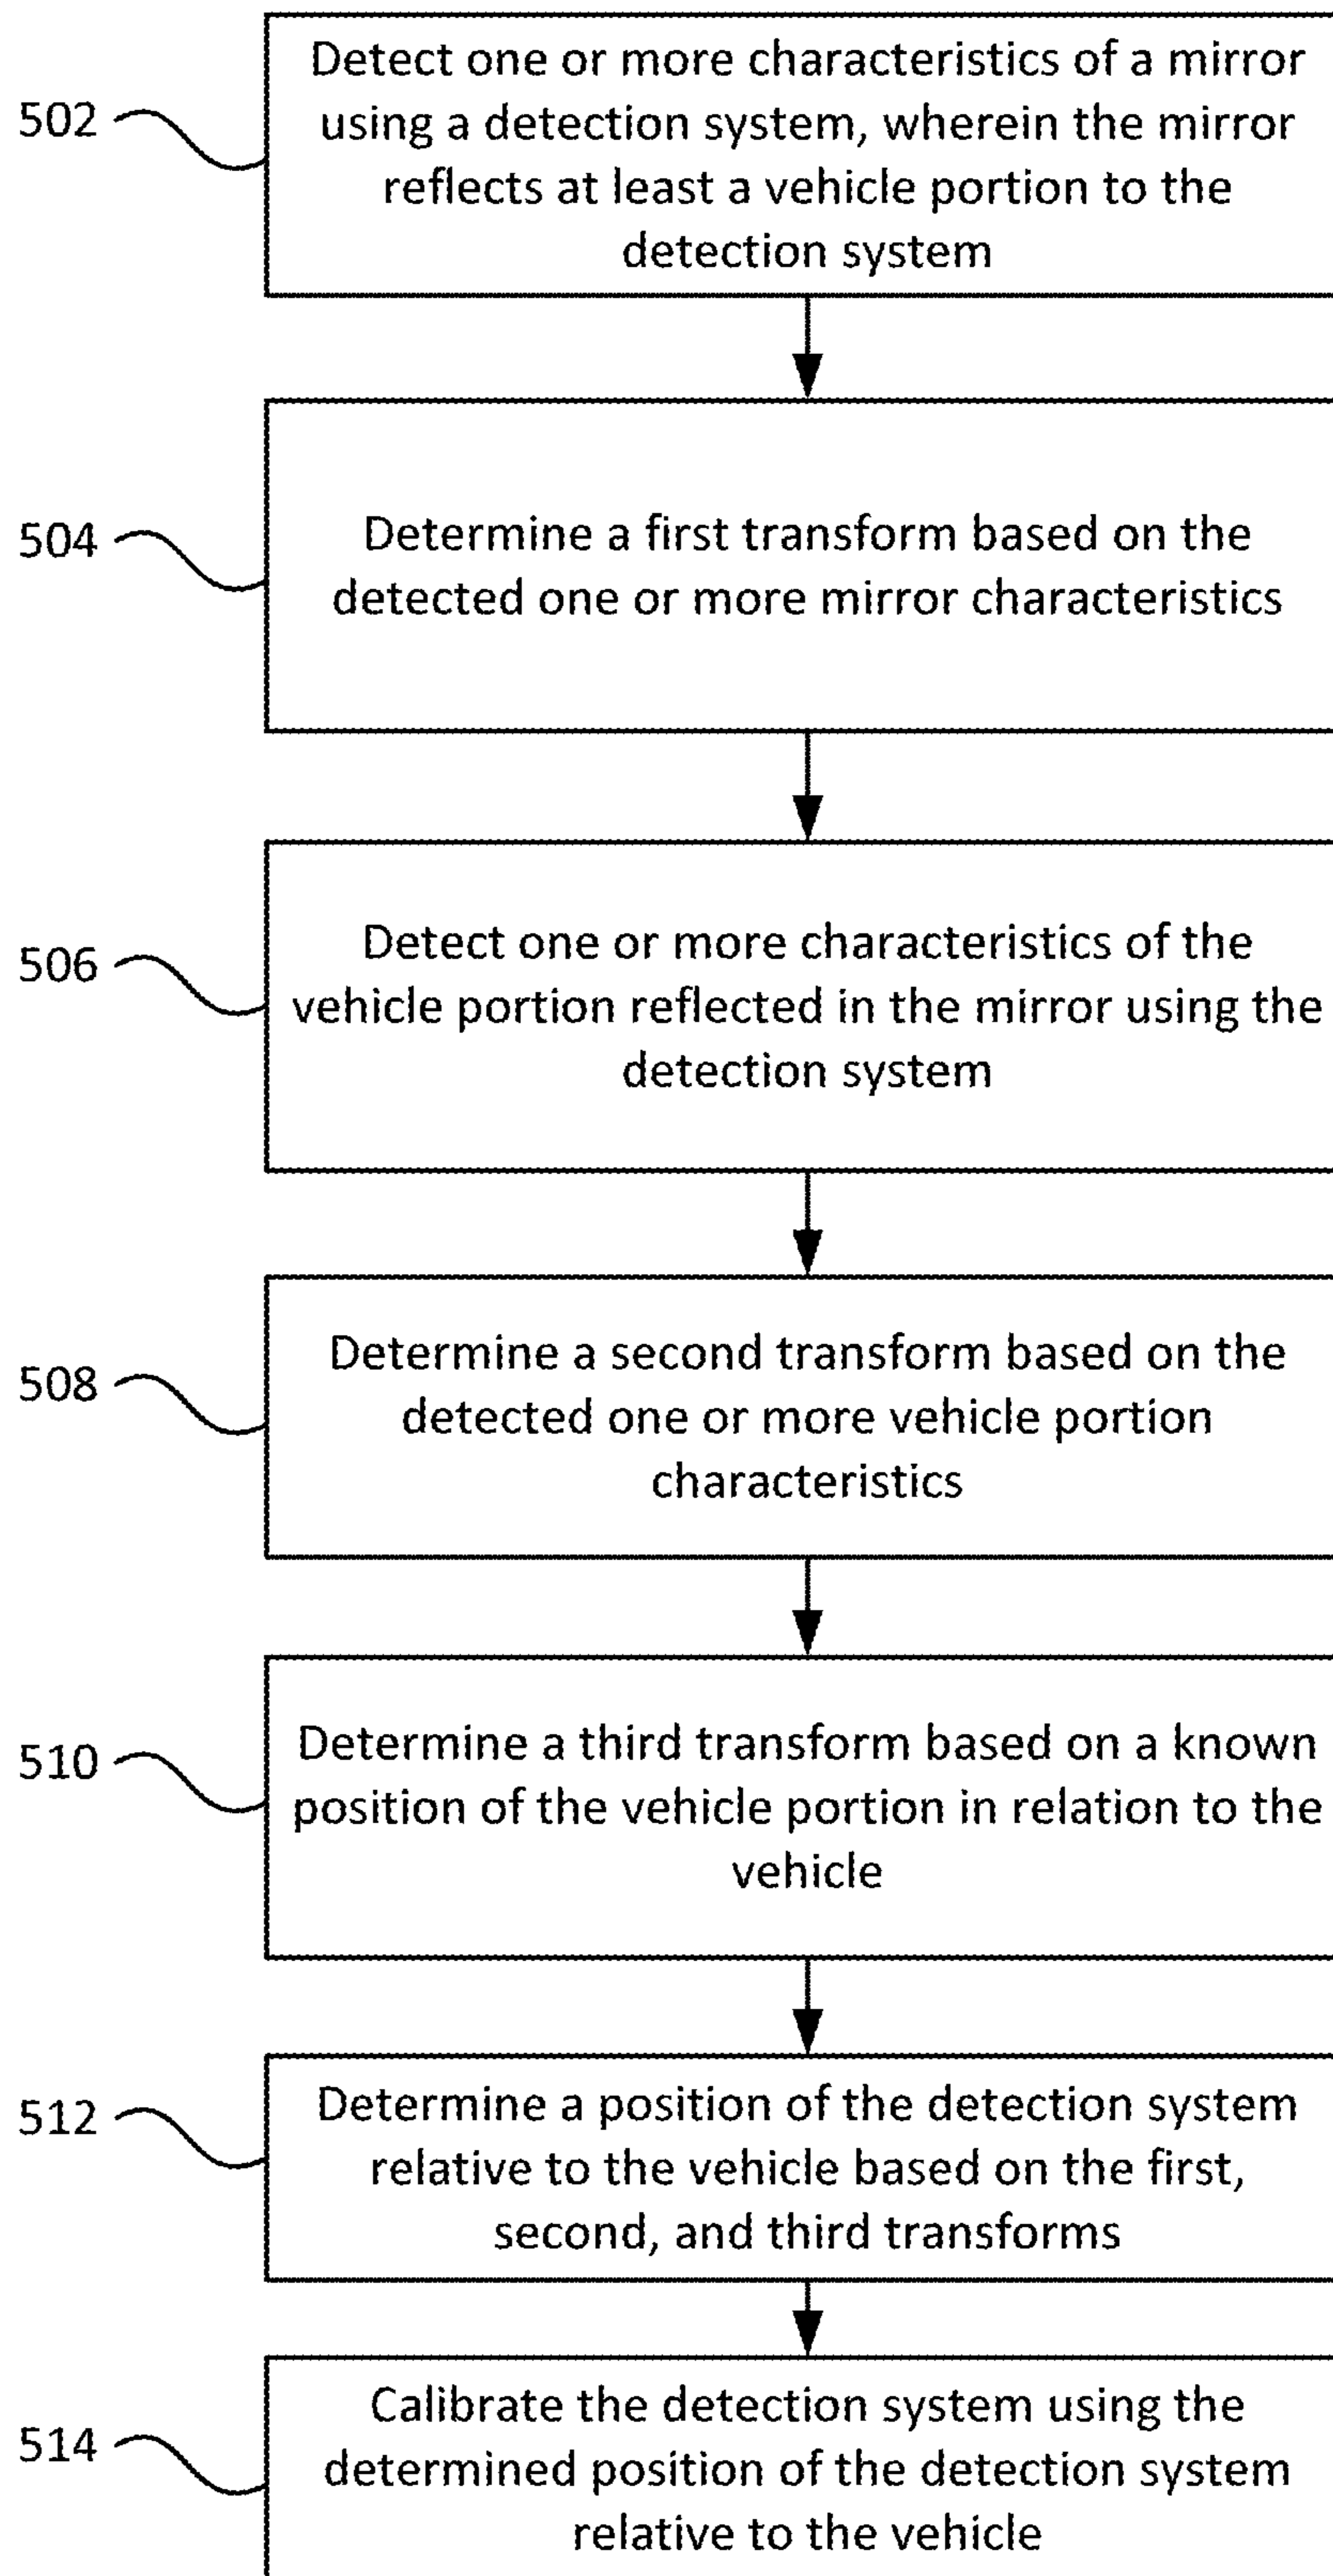 502
Detect one or more characteristics of a mirror
using a detection system, wherein the mirror
reflects at least a vehicle portion to the
detection system
504
Determine a first transform based on the
detected one or more mirror characteristics
506
Detect one or more characteristics of the
vehicle portion reflected in the mirror using the
detection system
508
Determine a second transform based on the
detected one or more vehicle portion
characteristics
510
Determine a third transform based on a known
position of the vehicle portion in relation to the
vehicle
512
Determine a position of the detection system
relative to the vehicle based on the first,
second, and third transforms
514
Calibrate the detection system using the
determined position of the detection system
relative to the vehicle